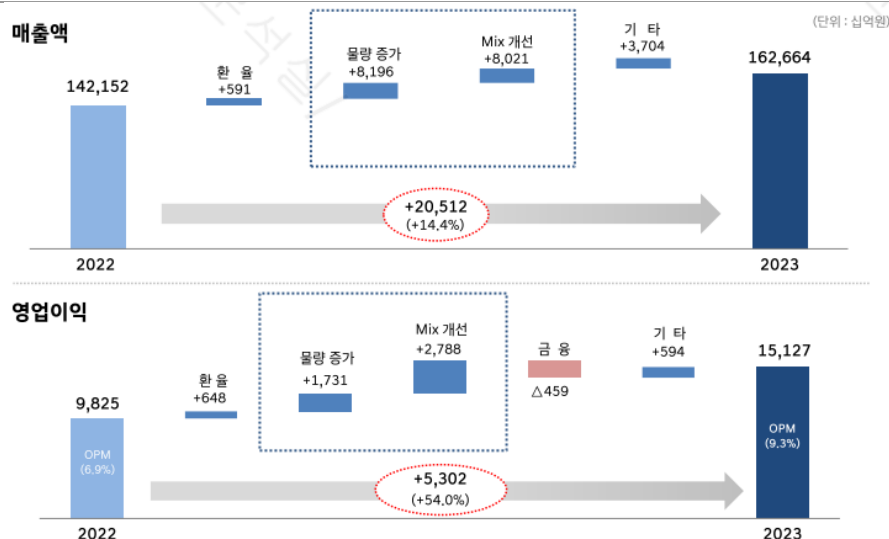 매출액
(단위 : 십억원)
142,152
환 율
+591
물량 증가
+8,196
Mix 개선
+8,021
기 타
+3,704
162,664
+20,512
(+14.4%)
2022
2023
영업이익
9,825
OPM
(6.9%)
환 율
+648
물량 증가
+1,731
Mix 개선
+2,788
금 융
△459
기 타
+594
15,127
OPM
(9.3%)
+5,302
(+54.0%)
2022
2023